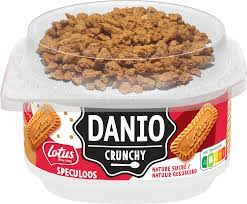 DANIO
CRUNCHY
Lotus
SPECULOOS
NATURE SUCRÉ /
NATUUR GESUIKERD